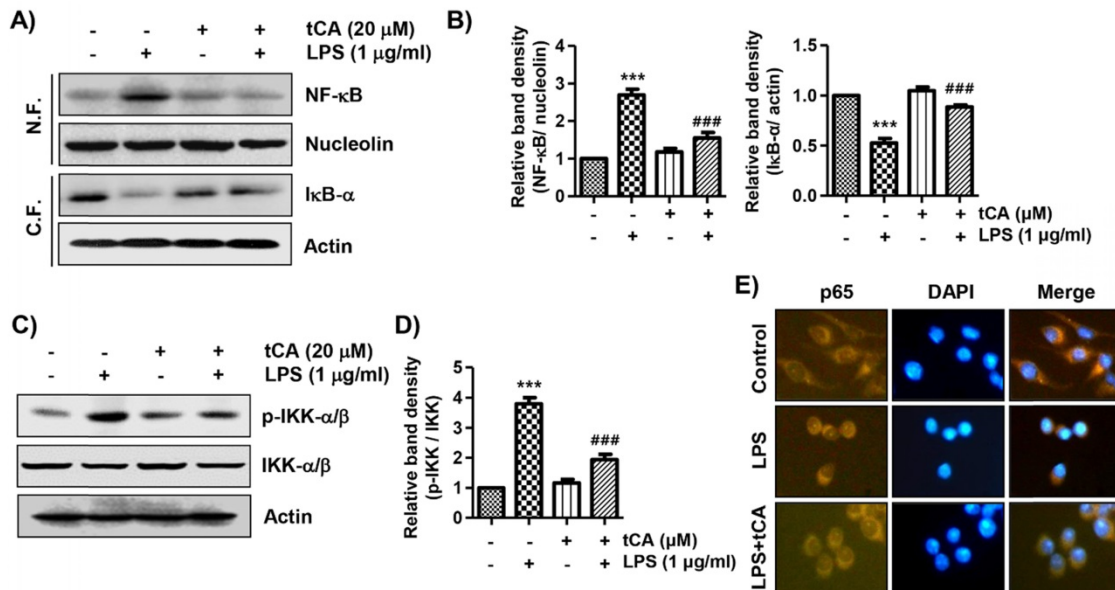 A)
- - + + tCA (20 μM)
- + - + LPS (1 μg/ml)
N.F.
NF-κB
Nucleolin
C.F.
IκB-α
Actin
B)
Relative band density
(NF-κB/ nucleolin)
4
3
2
1
0
***
###
- - + +
- + - +
Relative band density
(IκB-α/ actin)
1.5
1.0
0.5
0.0
***
###
- - + + tCA (μM)
- + - + LPS (1 μg/ml)
C)
- - + + tCA (20 μM)
- + - + LPS (1 μg/ml)
p-IKK-α/β
IKK-α/β
Actin
D)
Relative band density
(p-IKK / IKK)
6
5
4
3
2
1
0
***
###
- - + + tCA (μM)
- + - + LPS (1 μg/ml)
E)
p65 DAPI Merge
Control
LPS
LPS+tCA